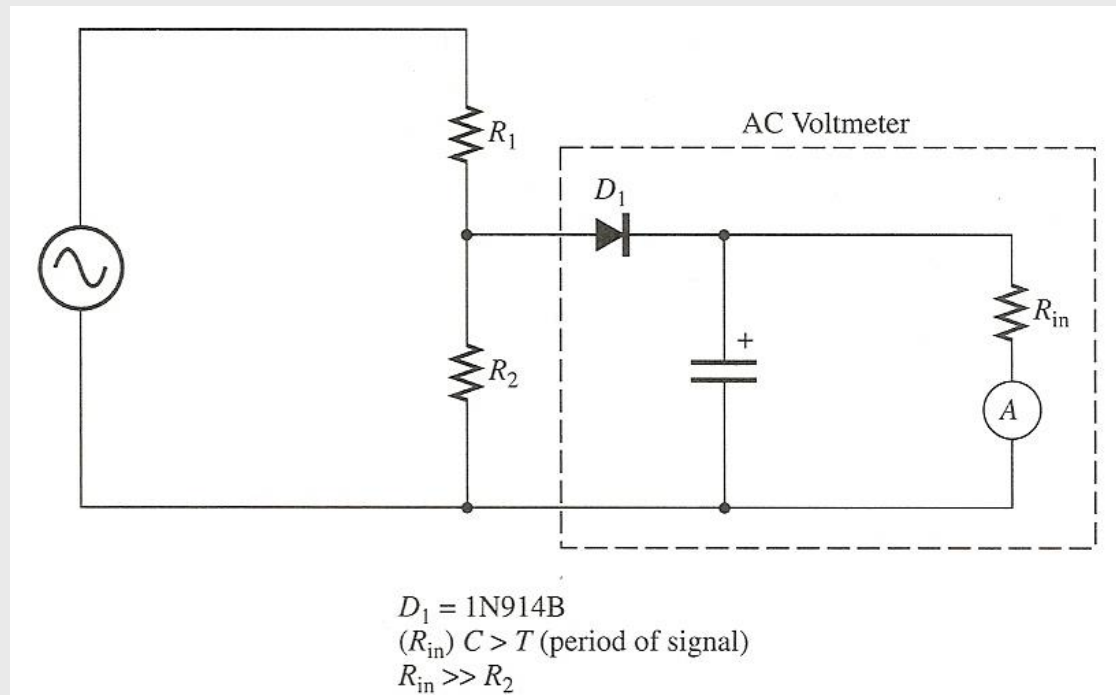 AC Voltmeter
R₁
D₁
R₂
+
Rᵢₙ
A
D₁ = 1N914B
(Rᵢₙ) C > T (period of signal)
Rᵢₙ >> R₂